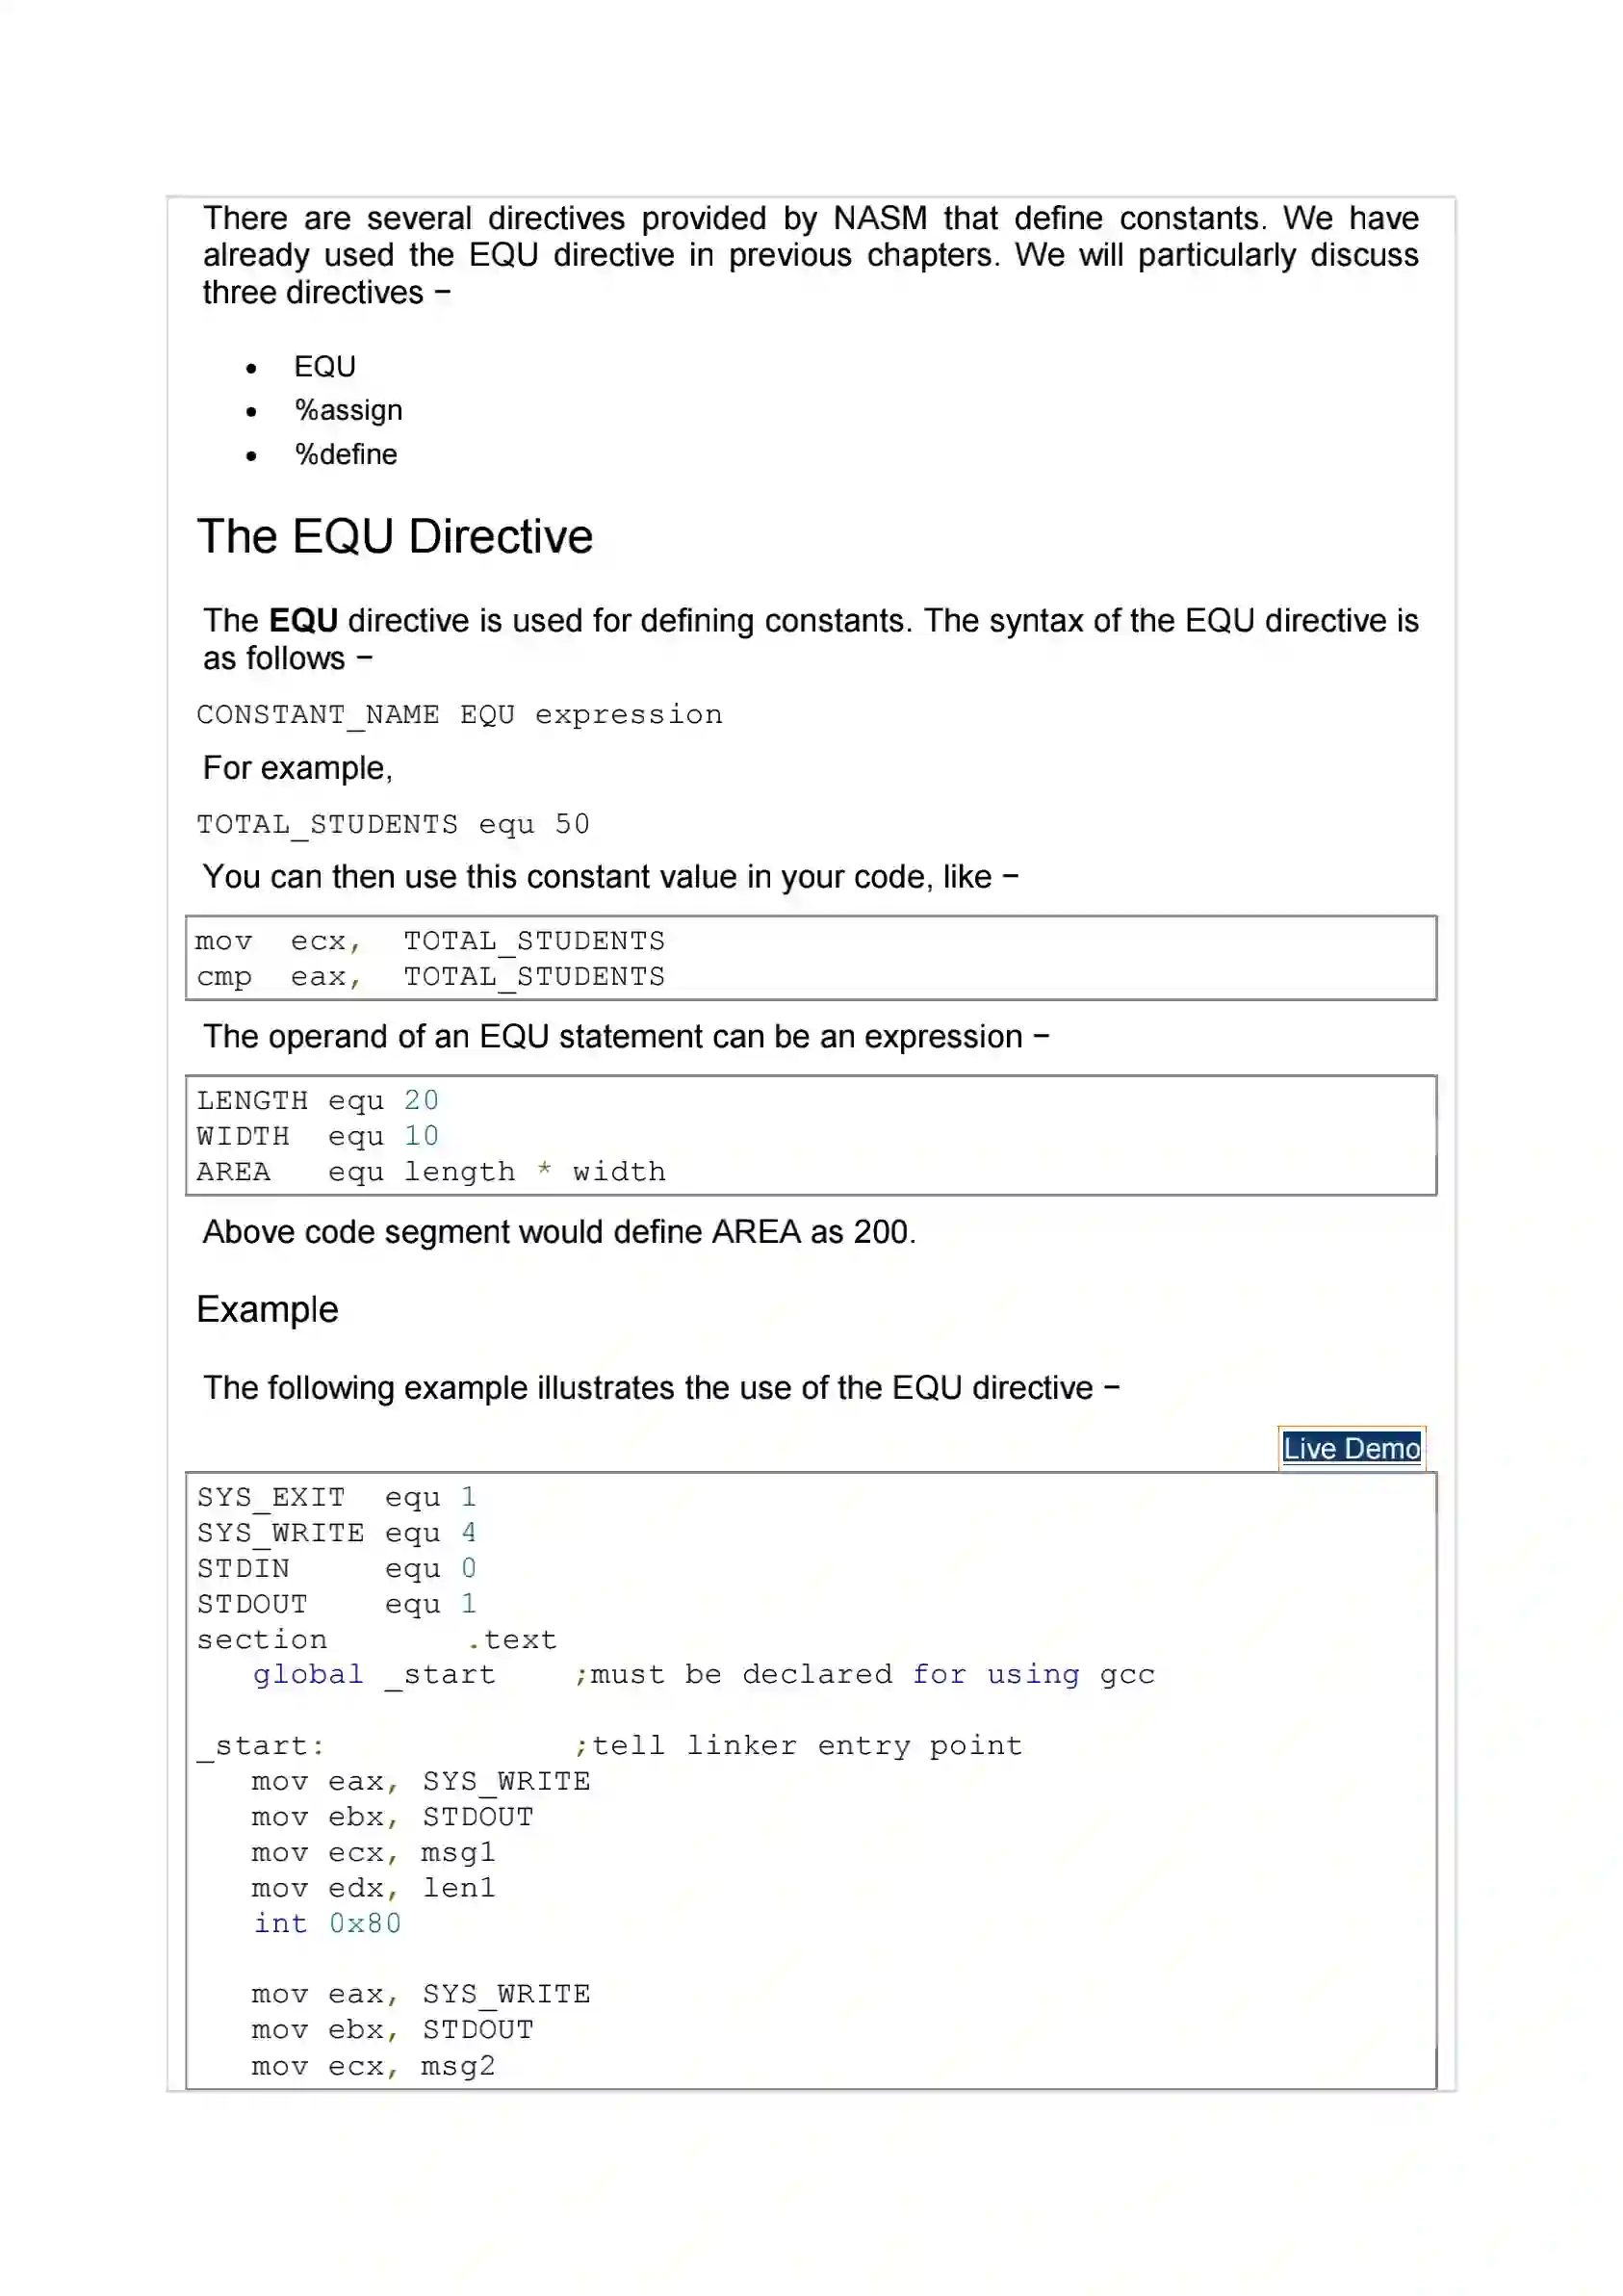 There are several directives provided by NASM that define constants. We have
already used the EQU directive in previous chapters. We will particularly discuss
three directives −
• EQU
• %assign
• %define
The EQU Directive
The EQU directive is used for defining constants. The syntax of the EQU directive is
as follows −
CONSTANT_NAME EQU expression
For example,
TOTAL_STUDENTS equ 50
You can then use this constant value in your code, like −
mov  ecx,  TOTAL_STUDENTS
cmp  eax,  TOTAL_STUDENTS
The operand of an EQU statement can be an expression −
LENGTH equ 20
WIDTH  equ 10
AREA   equ length * width
Above code segment would define AREA as 200.
Example
The following example illustrates the use of the EQU directive −
Live Demo
SYS_EXIT  equ 1
SYS_WRITE equ 4
STDIN     equ 0
STDOUT    equ 1
section	 .text
   global _start    ;must be declared for using gcc
_start:             ;tell linker entry point
   mov eax, SYS_WRITE
   mov ebx, STDOUT
   mov ecx, msg1
   mov edx, len1
   int 0x80
   mov eax, SYS_WRITE
   mov ebx, STDOUT
   mov ecx, msg2